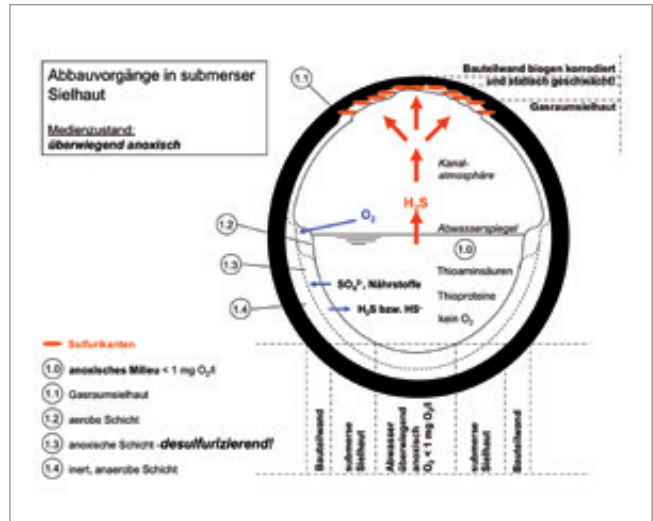 Abbauvorgänge in submerser
Sielhaut
Medienzustand:
überwiegend anoxisch
1.1
Bauteilwand biogen korrodiert
und statisch geschwächt!
Gasraumsielhaut
Kanal-
atmosphäre
H₂S
O₂
Abwasserspiegel
1.2
1.0
1.3
Thioaminsäuren
SO₄²⁻, Nährstoffe
Thioproteine
1.4
H₂S bzw. HS⁻
kein O₂
Sulfurikanten
1.0 anoxisches Milieu < 1 mg O₂/l
1.1 Gasraumsielhaut
1.2 aerobe Schicht
1.3 anoxische Schicht -desulfurizierend!
1.4 inert, anaerobe Schicht
Bauteilwand
submerse
Sielhaut
Abwasser
überwiegend
anoxisch
O₂ < 1 mg O₂/l
submerse
Sielhaut
Bauteilwand